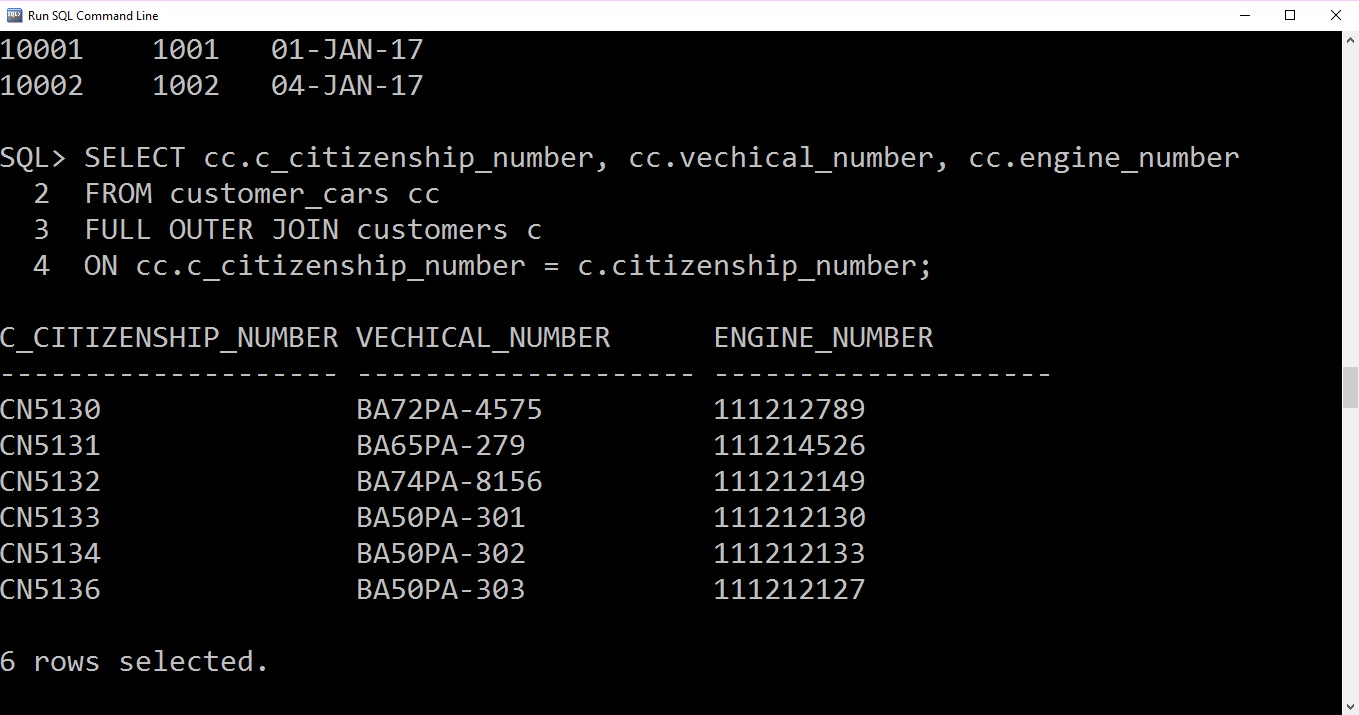 Run SQL Command Line
10001    1001   01-JAN-17
10002    1002   04-JAN-17
SQL> SELECT cc.c_citizenship_number, cc.vechical_number, cc.engine_number
  2  FROM customer_cars cc
  3  FULL OUTER JOIN customers c
  4  ON cc.c_citizenship_number = c.citizenship_number;
C_CITIZENSHIP_NUMBER VECHICAL_NUMBER      ENGINE_NUMBER
-------------------- -------------------- --------------------
CN5130               BA72PA-4575          111212789
CN5131               BA65PA-279           111214526
CN5132               BA74PA-8156          111212149
CN5133               BA50PA-301           111212130
CN5134               BA50PA-302           111212133
CN5136               BA50PA-303           111212127
6 rows selected.